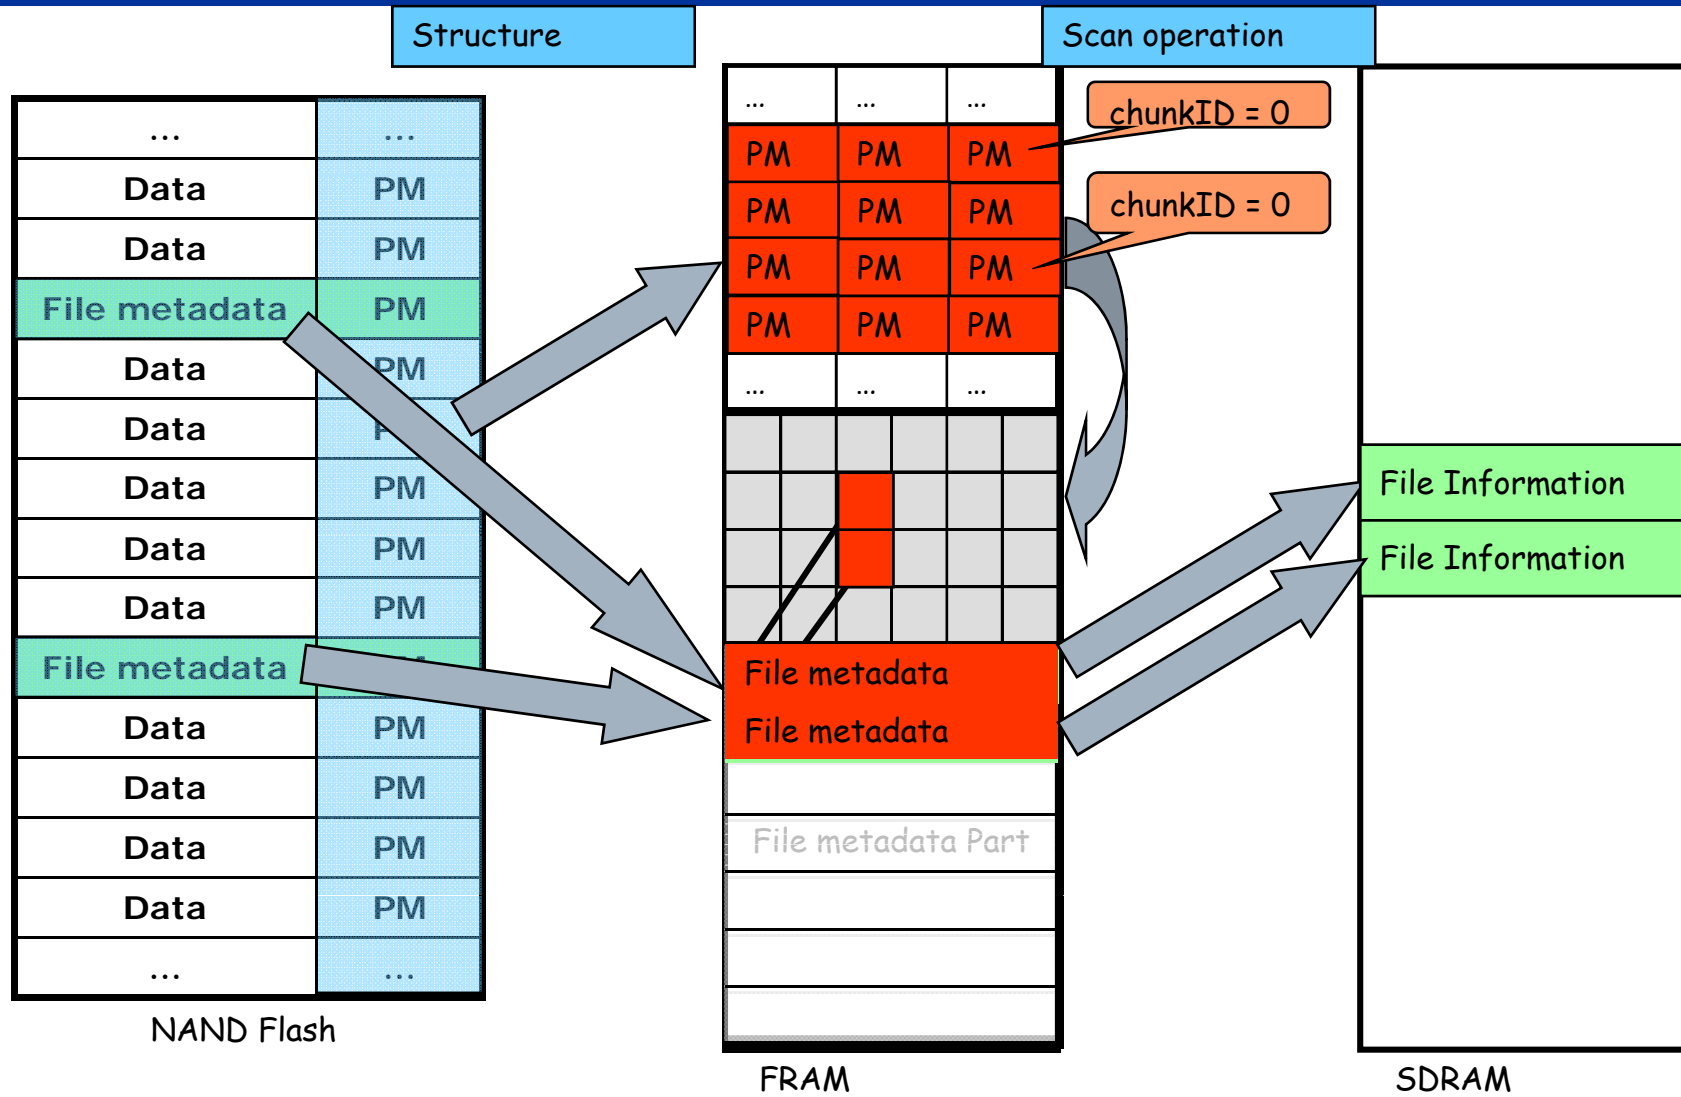 Structure
Scan operation
... ...
Data PM
Data PM
File metadata PM
Data PM
Data
Data PM
Data PM
Data PM
File metadata
Data PM
Data PM
Data PM
Data PM
... ...
NAND Flash
... ... ...
PM PM PM
PM PM PM
PM PM PM
PM PM PM
... ... ...
chunkID = 0
chunkID = 0
File metadata
File metadata
File metadata Part
FRAM
File Information
File Information
SDRAM